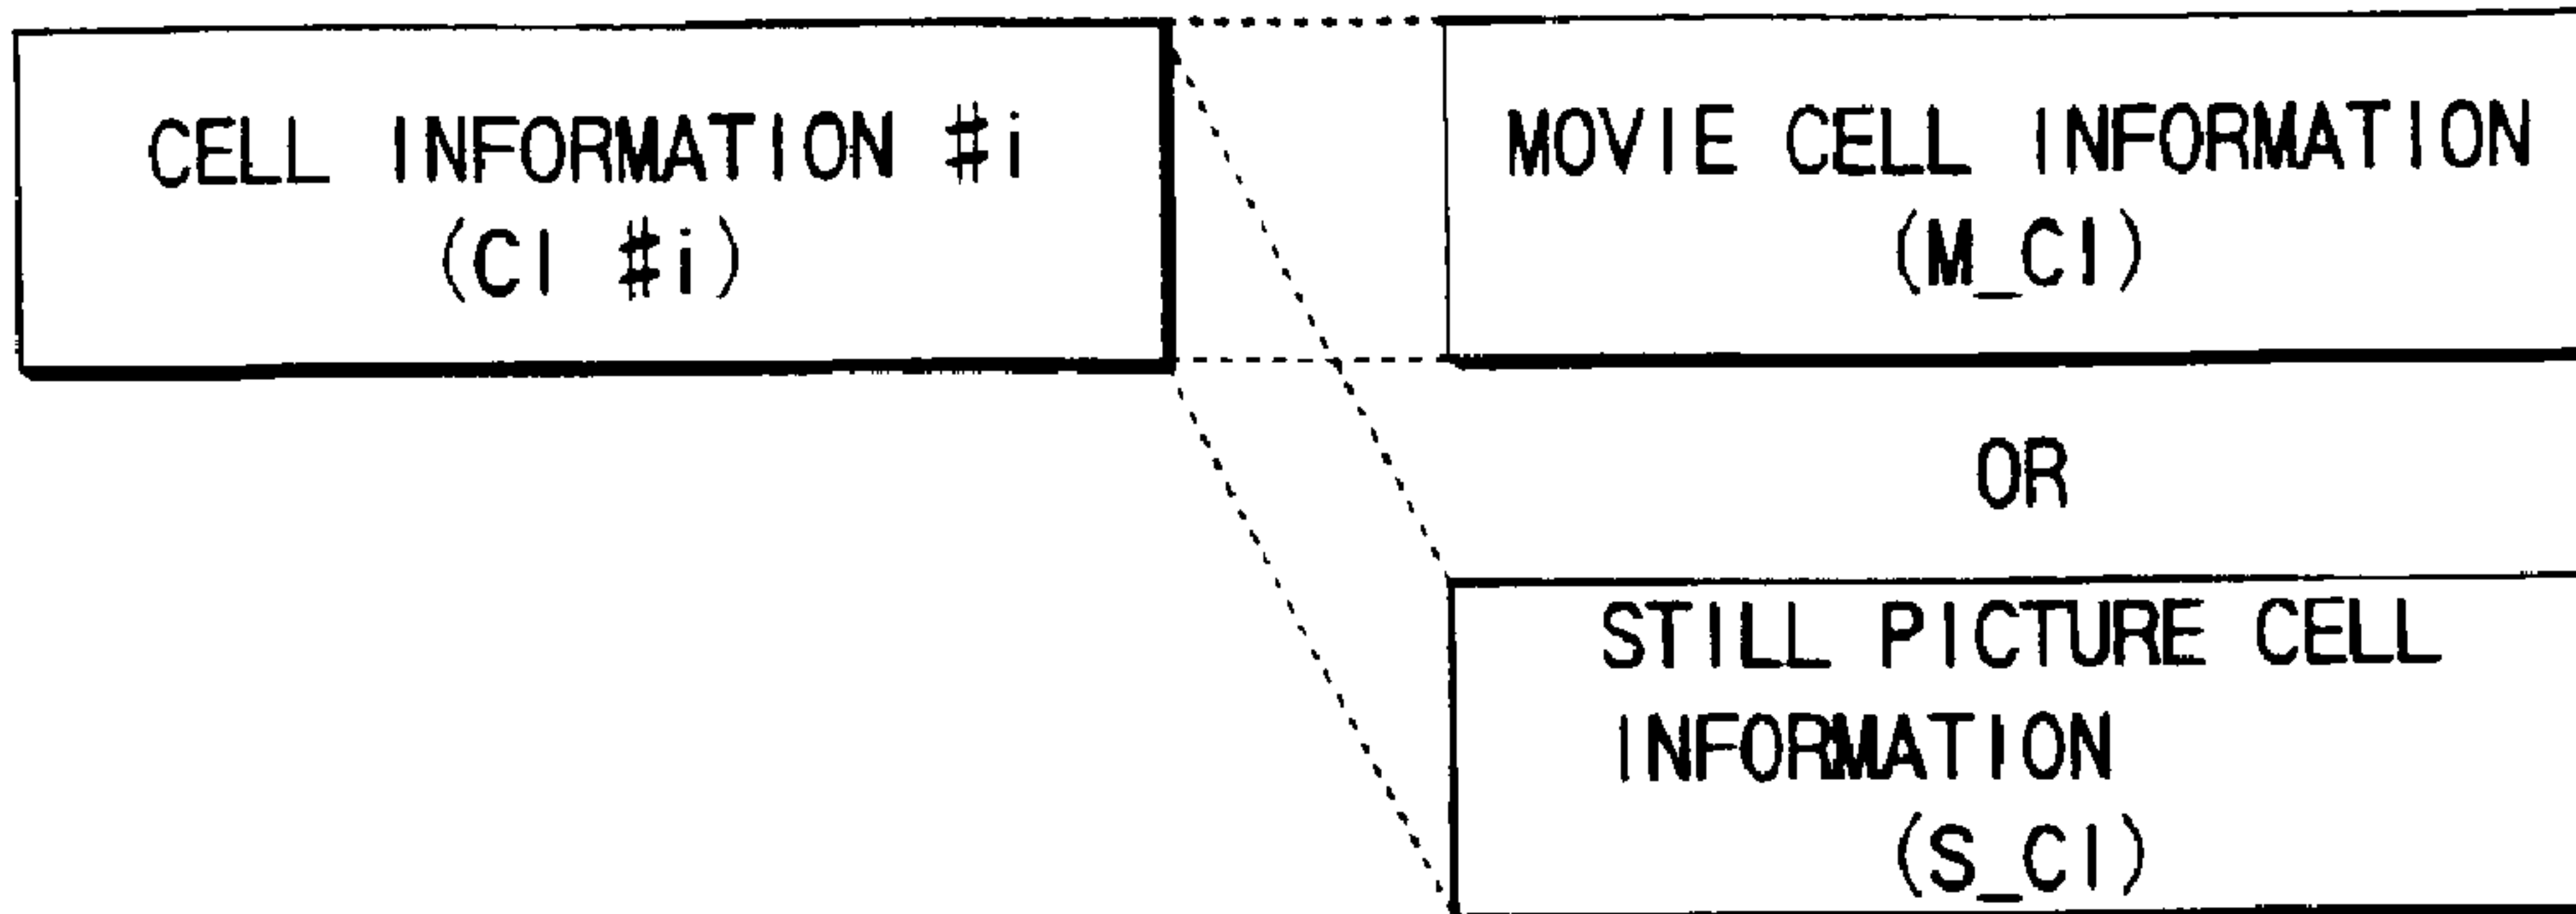 CELL INFORMATION #i
(CI #i)
MOVIE CELL INFORMATION
(M_CI)
OR
STILL PICTURE CELL
INFORMATION
(S_CI)